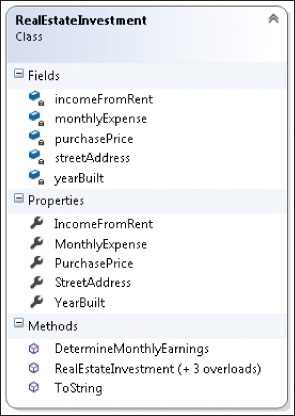 RealEstateInvestment
Class
Fields
incomeFromRent
monthlyExpense
purchasePrice
streetAddress
yearBuilt
Properties
IncomeFromRent
MonthlyExpense
PurchasePrice
StreetAddress
YearBuilt
Methods
DetermineMonthlyEarnings
RealEstateInvestment (+ 3 overloads)
ToString